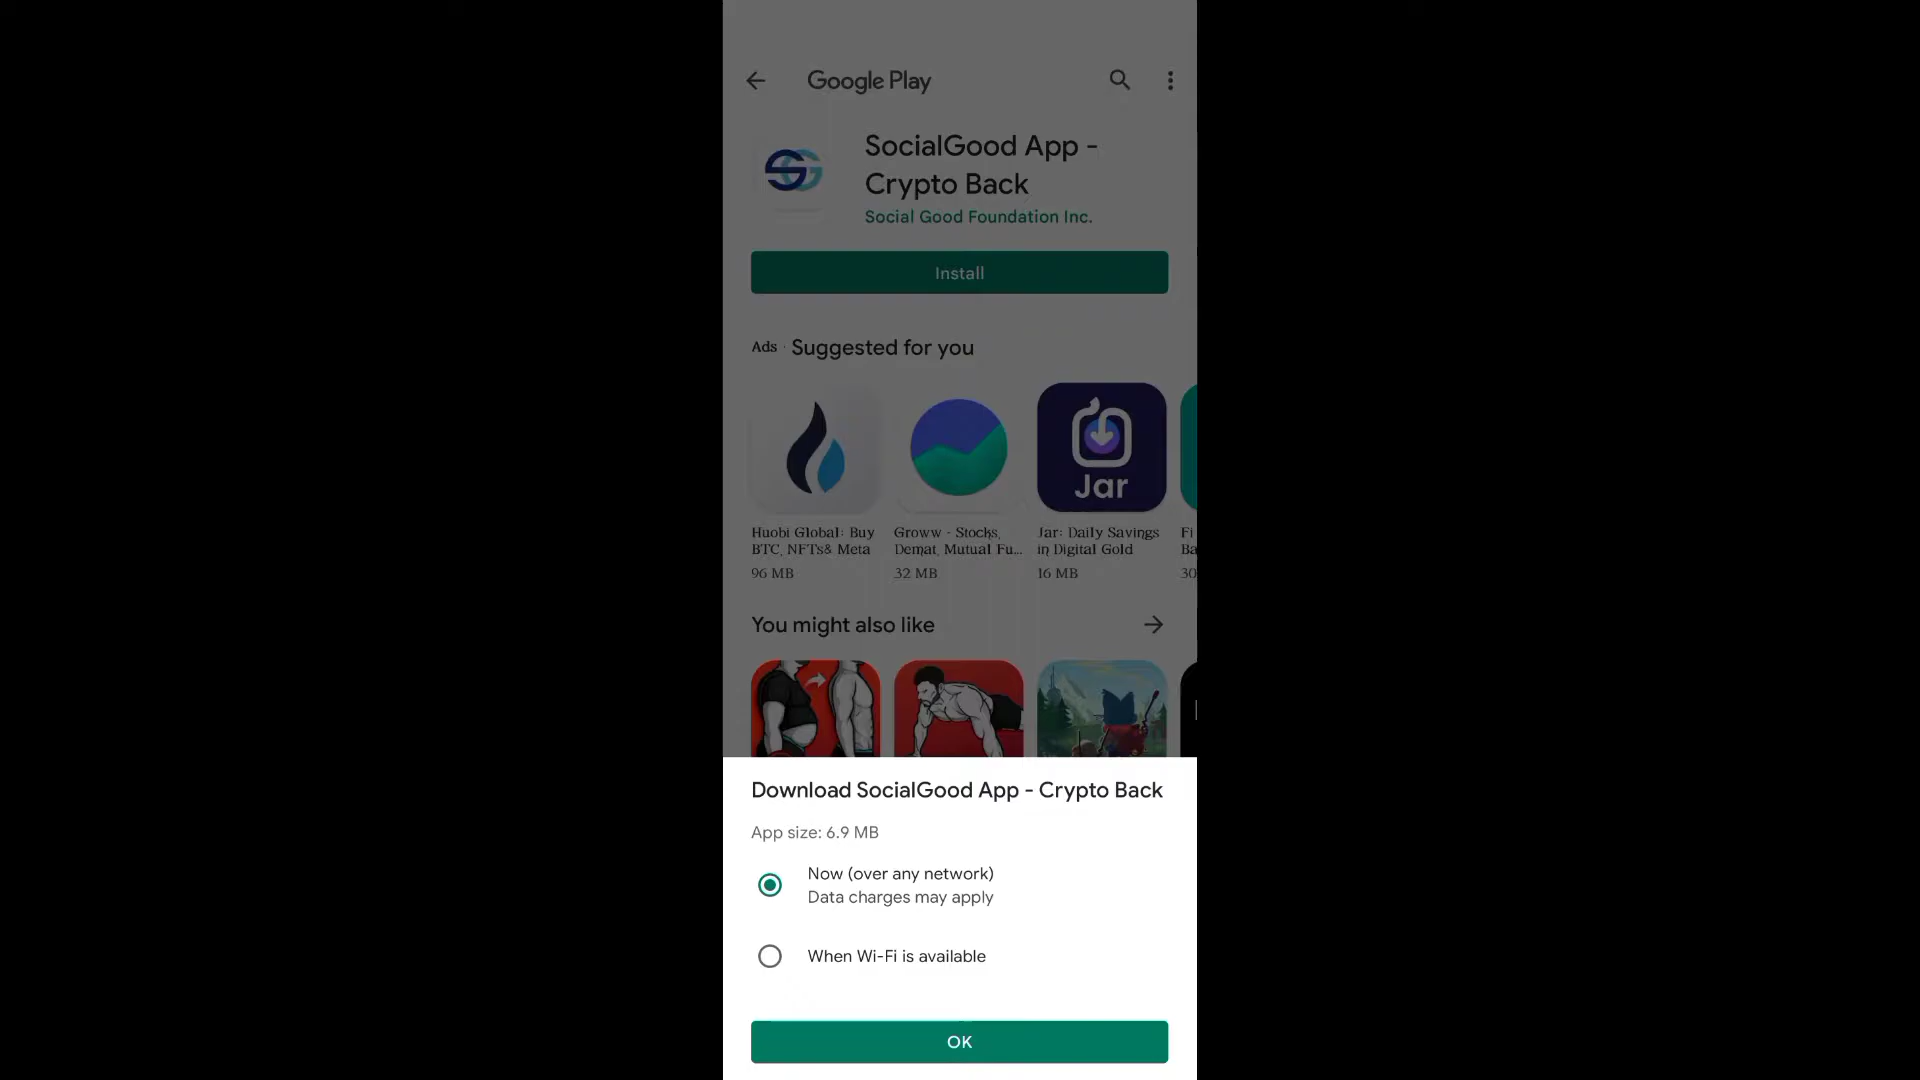 Google Play
SocialGood App -
Crypto Back
Social Good Foundation Inc.
Install
Ads · Suggested for you
Jar
Huobi Global: Buy
BTC, NFTs& Meta
96 MB
Groww - Stocks,
Demat, Mutual Fu...
32 MB
Jar: Daily Savings
in Digital Gold
16 MB
Fi
Ba
30
You might also like
Download SocialGood App - Crypto Back
App size: 6.9 MB
Now (over any network)
Data charges may apply
When Wi-Fi is available
OK